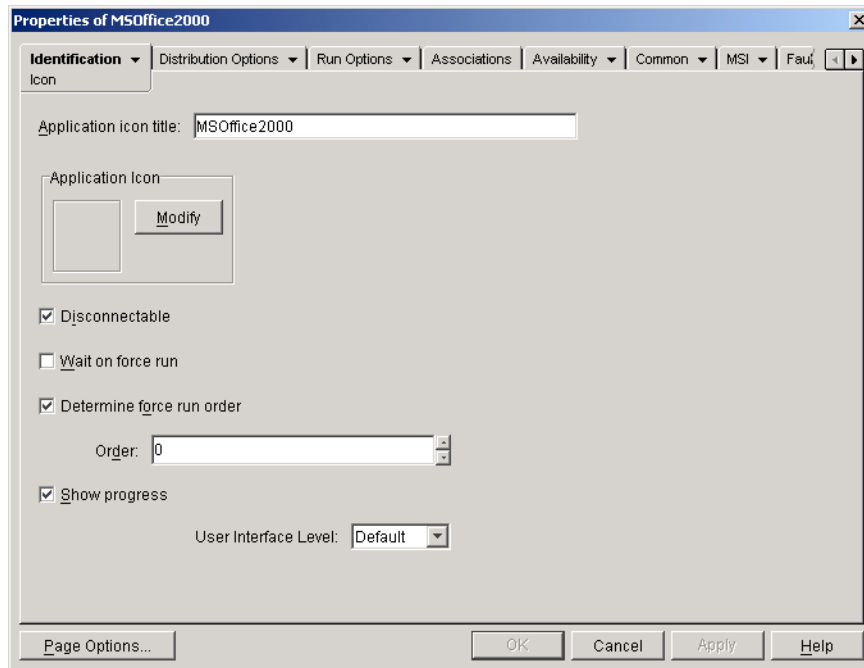 Properties of MSOffice2000
Identification Distribution Options Run Options Associations Availability Common MSI Faul
Icon
Application icon title: MSOffice2000
Application Icon
Modify
Disconnectable
Wait on force run
Determine force run order
Order: 0
Show progress
User Interface Level: Default
Page Options... OK Cancel Apply Help